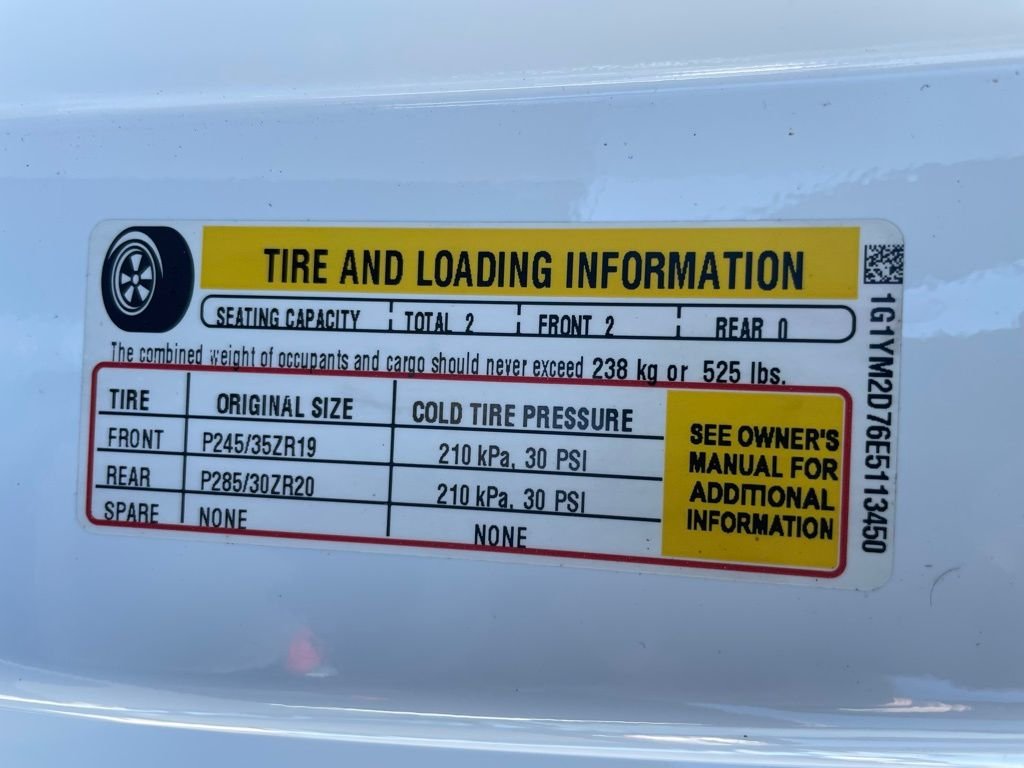 TIRE AND LOADING INFORMATION
SEATING CAPACITY TOTAL 2 FRONT 2 REAR 0
The combined weight of occupants and cargo should never exceed 238 kg or 525 lbs.
TIRE ORIGINAL SIZE COLD TIRE PRESSURE
FRONT P245/35ZR19 210 kPa, 30 PSI
REAR P285/30ZR20 210 kPa, 30 PSI
SPARE NONE NONE
SEE OWNER'S
MANUAL FOR
ADDITIONAL
INFORMATION
1G1YM2D76E5113450